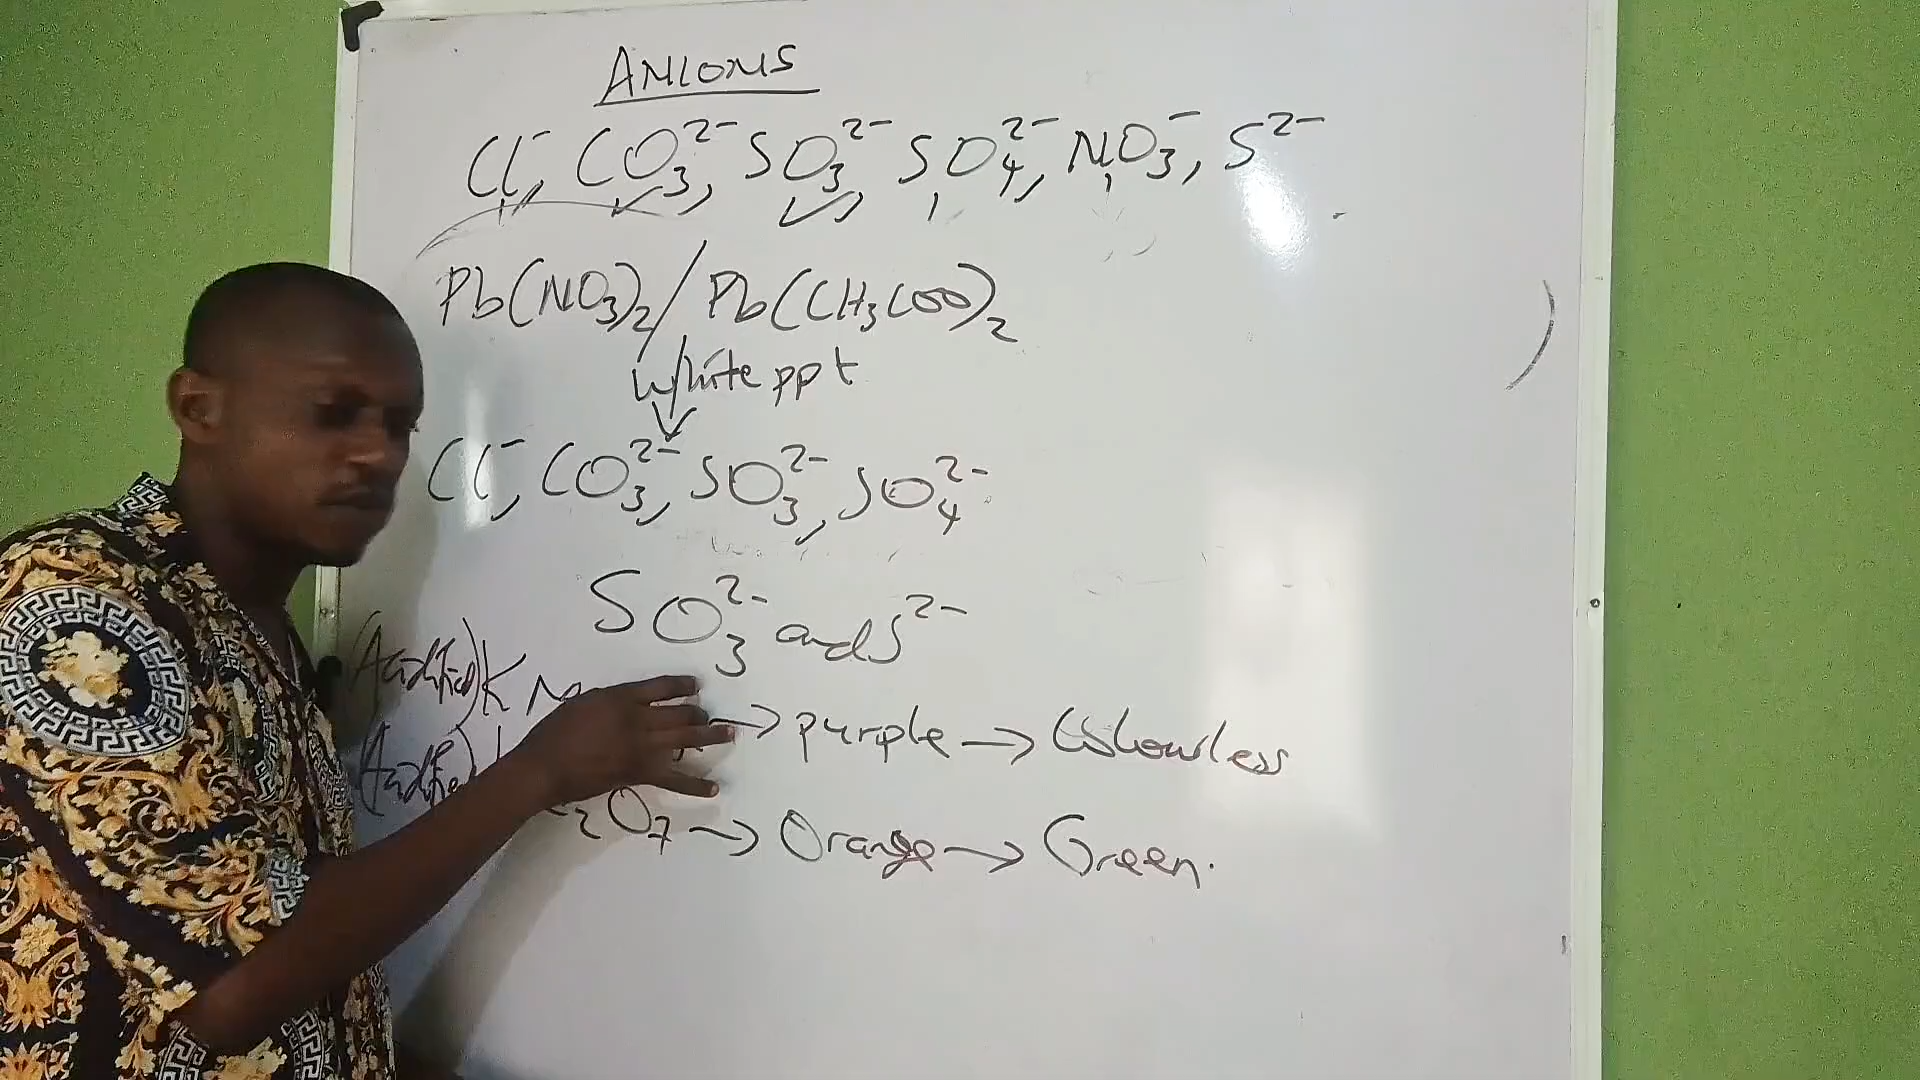 ANIONS
Cl⁻, CO₃²⁻, SO₃²⁻, SO₄²⁻, NO₃⁻, S²⁻
Pb(NO₃)₂ / Pb(CH₃COO)₂
white ppt
Cl⁻, CO₃²⁻, SO₃²⁻, SO₄²⁻
SO₃²⁻ and S²⁻
(Acidified) K → purple → Colourless
(Acidified ₂O₇ → Orange → Green.